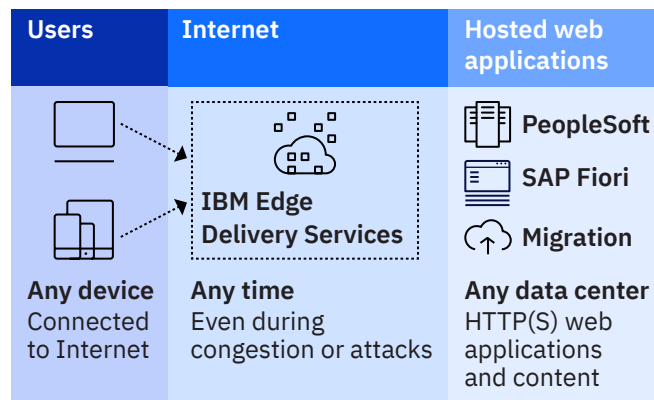 Users
Internet
Hosted web
applications
IBM Edge
Delivery Services
PeopleSoft
SAP Fiori
Migration
Any device
Connected
to Internet
Any time
Even during
congestion or attacks
Any data center
HTTP(S) web
applications
and content